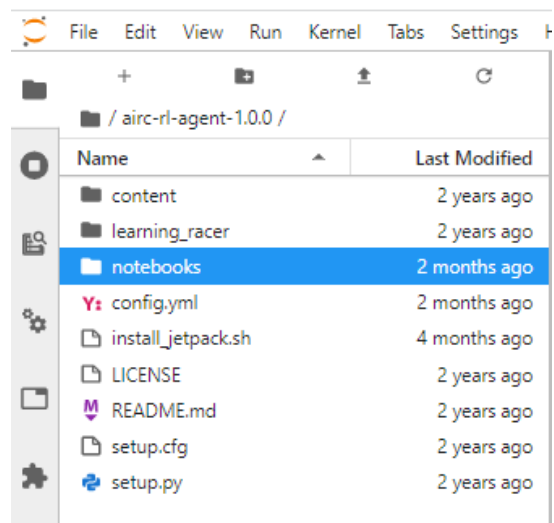 File Edit View Run Kernel Tabs Settings
/ airc-rl-agent-1.0.0 /
Name Last Modified
content 2 years ago
learning_racer 2 years ago
notebooks 2 months ago
Y: config.yml 2 months ago
install_jetpack.sh 4 months ago
LICENSE 2 years ago
M README.md 2 years ago
setup.cfg 2 years ago
setup.py 2 years ago